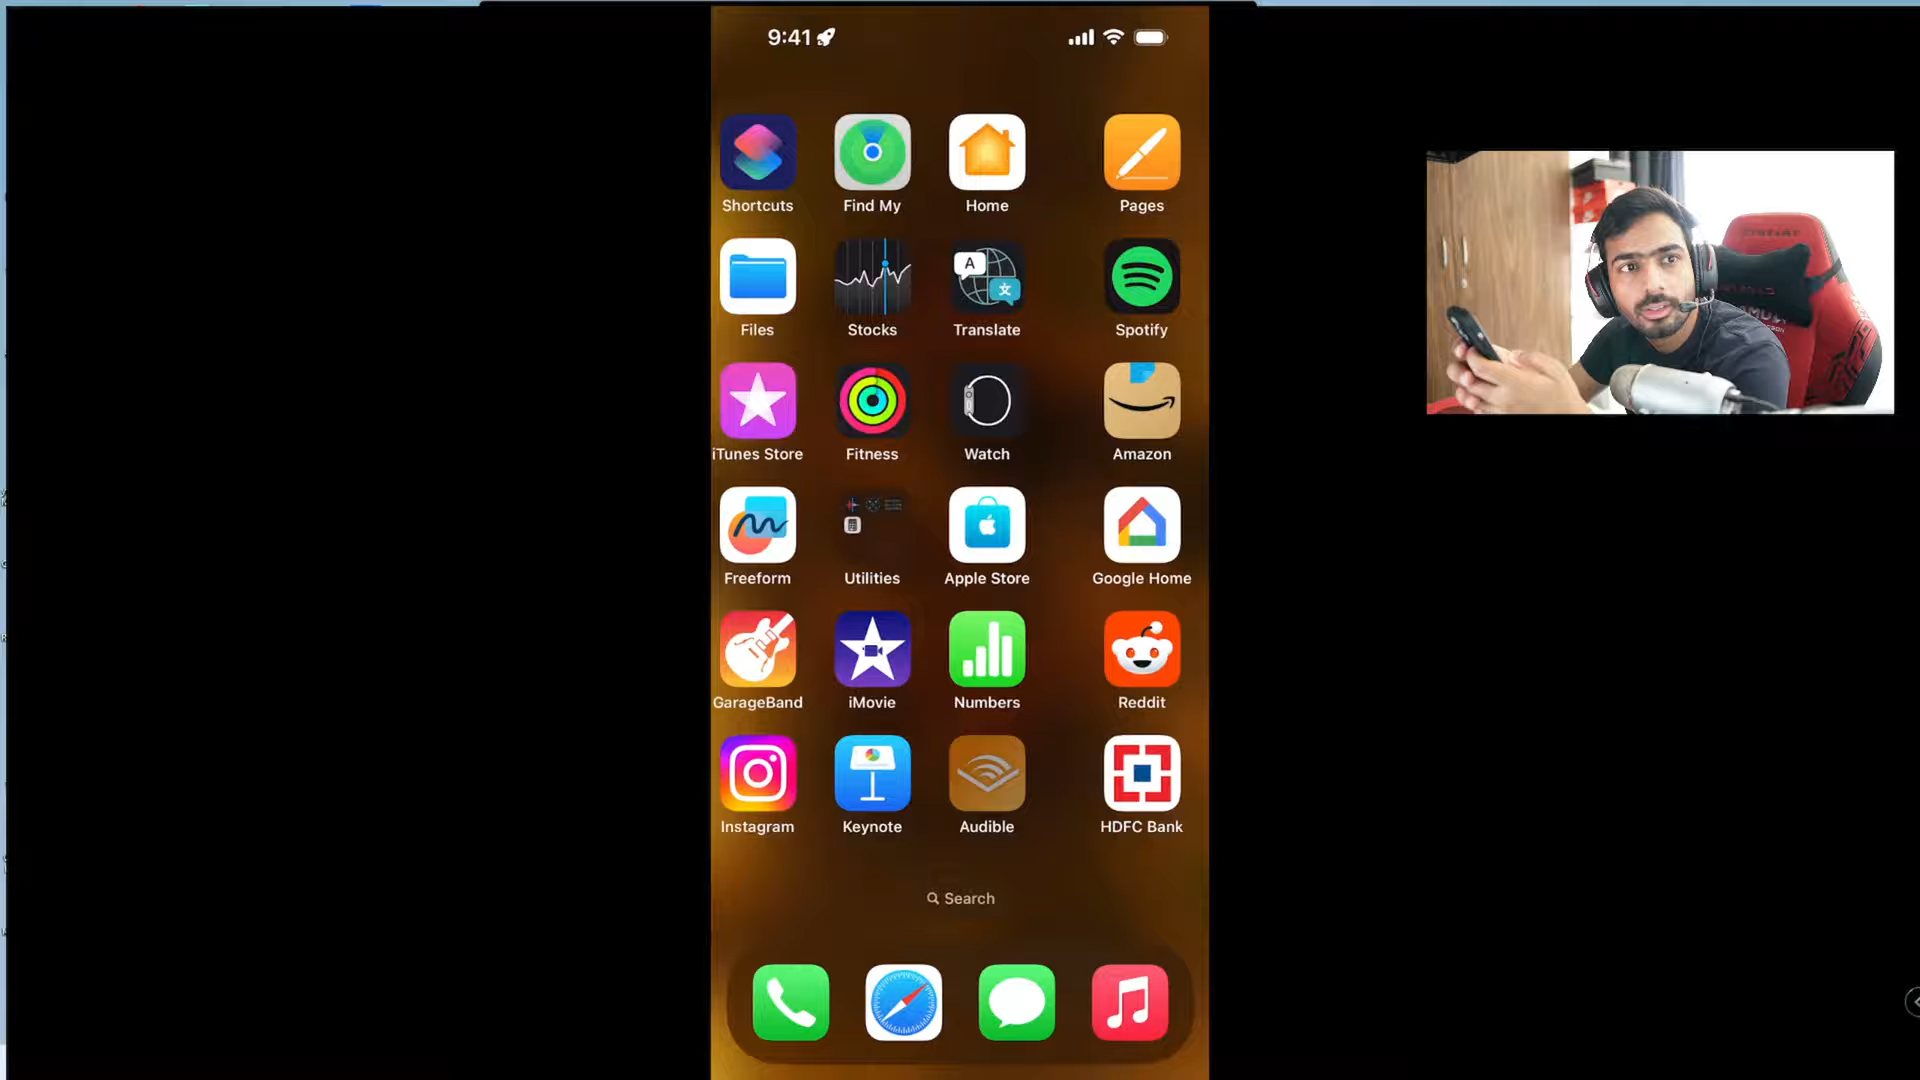 9:41
Shortcuts Find My Home Pages
Files Stocks Translate Spotify
iTunes Store Fitness Watch Amazon
Freeform Utilities Apple Store Google Home
GarageBand iMovie Numbers Reddit
Instagram Keynote Audible HDFC Bank
Search